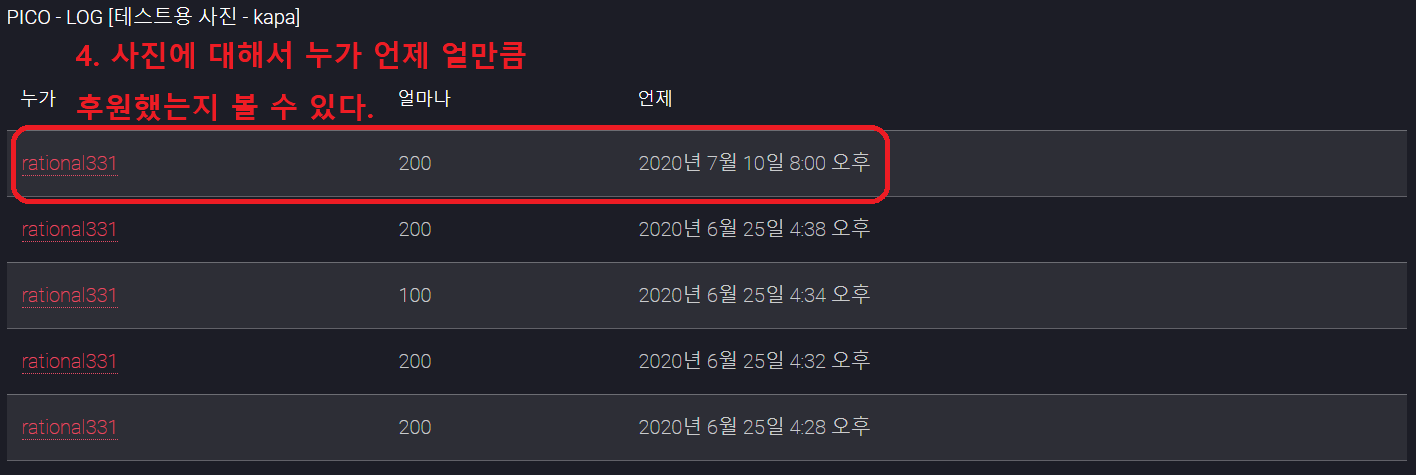 PICO - LOG [테스트용 사진 - kapa]
4. 사진에 대해서 누가 언제 얼만큼
후원했는지 볼 수 있다.
누가 얼마나 언제
rational331 200 2020년 7월 10일 8:00 오후
rational331 200 2020년 6월 25일 4:38 오후
rational331 100 2020년 6월 25일 4:34 오후
rational331 200 2020년 6월 25일 4:32 오후
rational331 200 2020년 6월 25일 4:28 오후